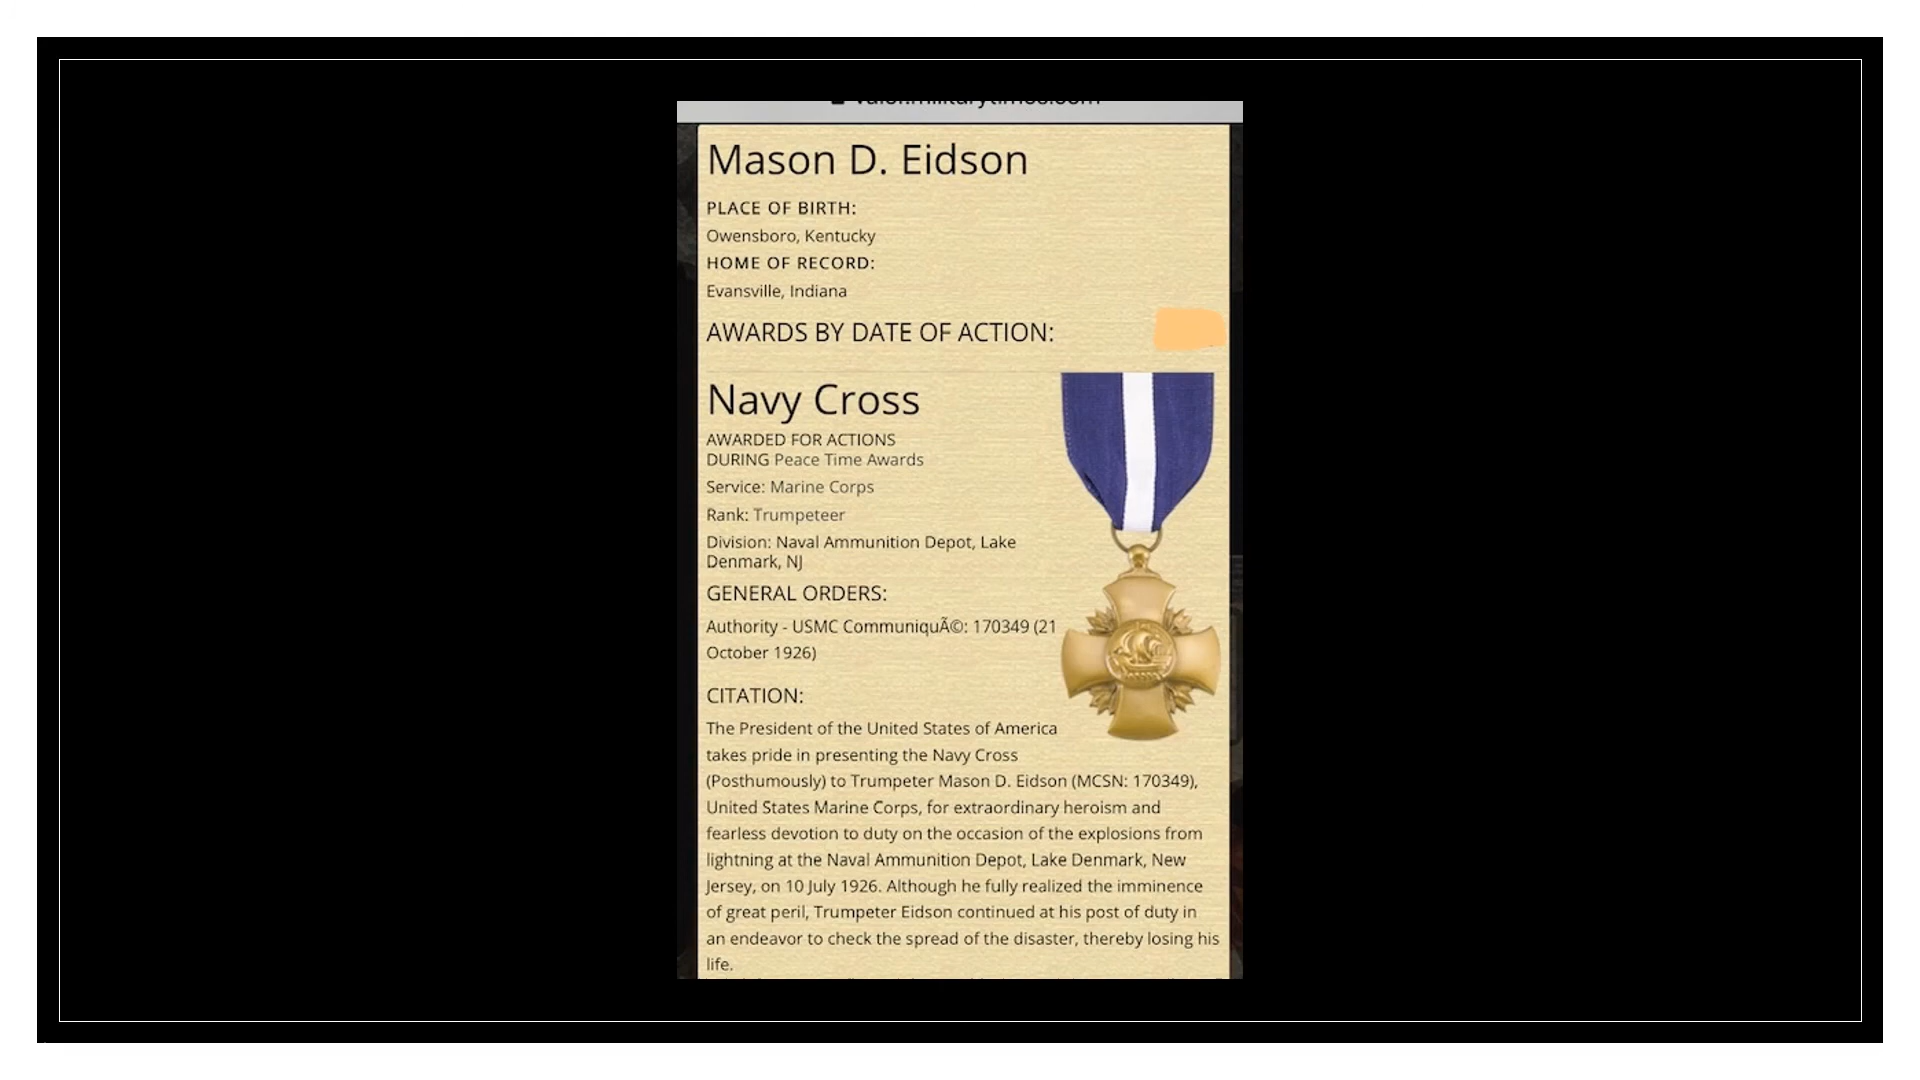 Mason D. Eidson
PLACE OF BIRTH:
Owensboro, Kentucky
HOME OF RECORD:
Evansville, Indiana
AWARDS BY DATE OF ACTION:
Navy Cross
AWARDED FOR ACTIONS
DURING Peace Time Awards
Service: Marine Corps
Rank: Trumpeteer
Division: Naval Ammunition Depot, Lake
Denmark, NJ
GENERAL ORDERS:
Authority - USMC CommuniquÃ©: 170349 (21
October 1926)
CITATION:
The President of the United States of America
takes pride in presenting the Navy Cross
(Posthumously) to Trumpeter Mason D. Eidson (MCSN: 170349),
United States Marine Corps, for extraordinary heroism and
fearless devotion to duty on the occasion of the explosions from
lightning at the Naval Ammunition Depot, Lake Denmark, New
Jersey, on 10 July 1926. Although he fully realized the imminence
of great peril, Trumpeter Eidson continued at his post of duty in
an endeavor to check the spread of the disaster, thereby losing his
life.